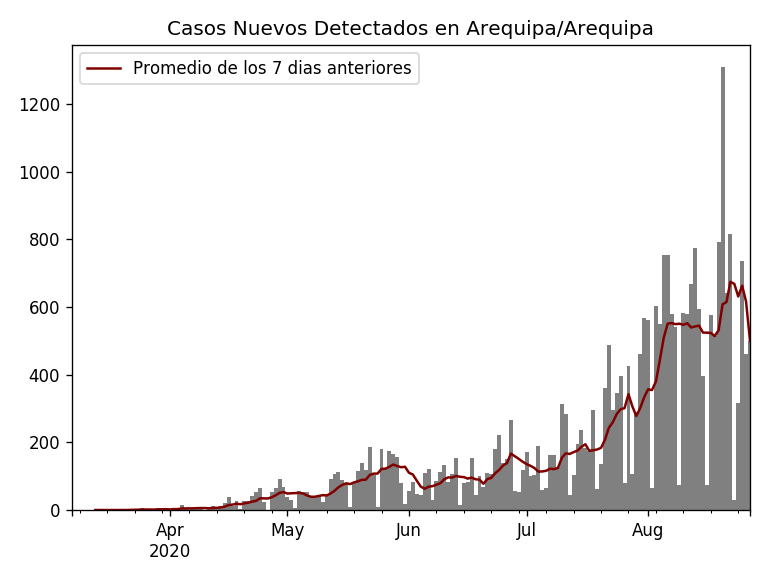 Casos Nuevos Detectados en Arequipa/Arequipa
Promedio de los 7 dias anteriores
1200
1000
800
600
400
200
0
Apr
2020
May
Jun
Jul
Aug